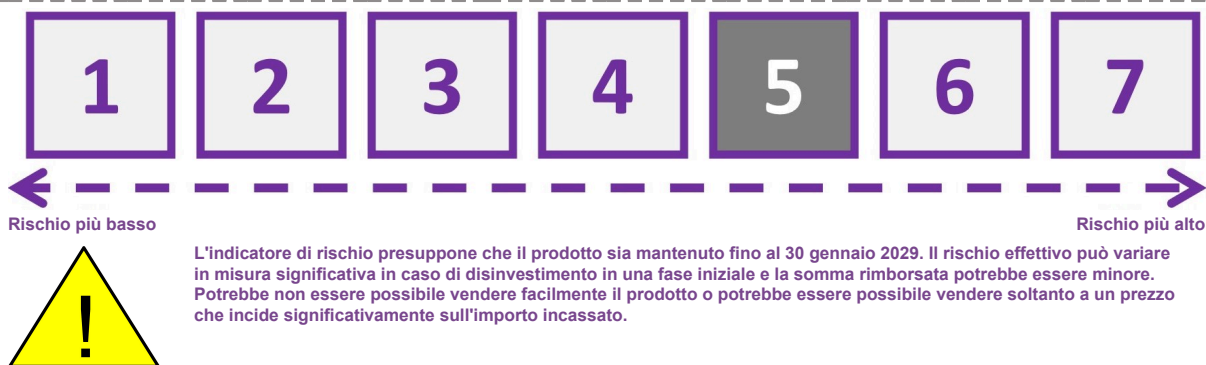 1 2 3 4 5 6 7
Rischio più basso Rischio più alto
L'indicatore di rischio presuppone che il prodotto sia mantenuto fino al 30 gennaio 2029. Il rischio effettivo può variare
in misura significativa in caso di disinvestimento in una fase iniziale e la somma rimborsata potrebbe essere minore.
Potrebbe non essere possibile vendere facilmente il prodotto o potrebbe essere possibile vendere soltanto a un prezzo
che incide significativamente sull'importo incassato.
!